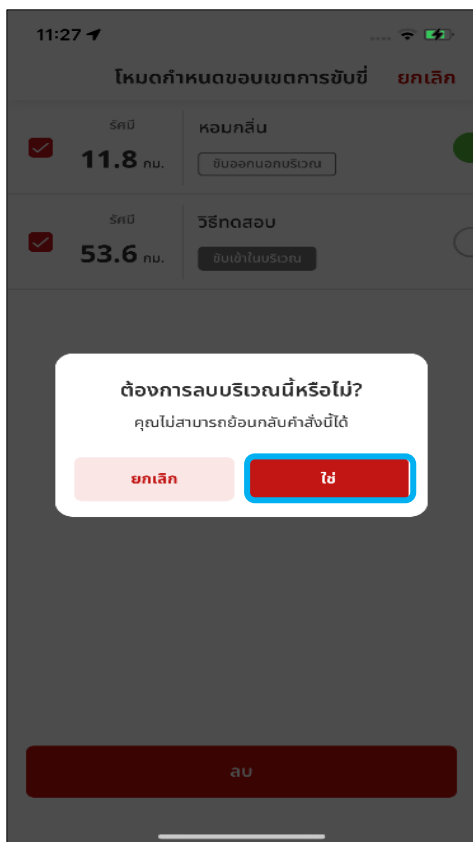 11:27
โหมดกำหนดขอบเขตการขับขี่ ยกเลิก
รัศมี หอมกลิ่น
11.8 กม. ขับออกนอกบริเวณ
รัศมี วิธีทดสอบ
53.6 กม. ขับเข้าในบริเวณ
ต้องการลบบริเวณนี้หรือไม่?
คุณไม่สามารถย้อนกลับคำสั่งนี้ได้
ยกเลิก ใช่
ลบ